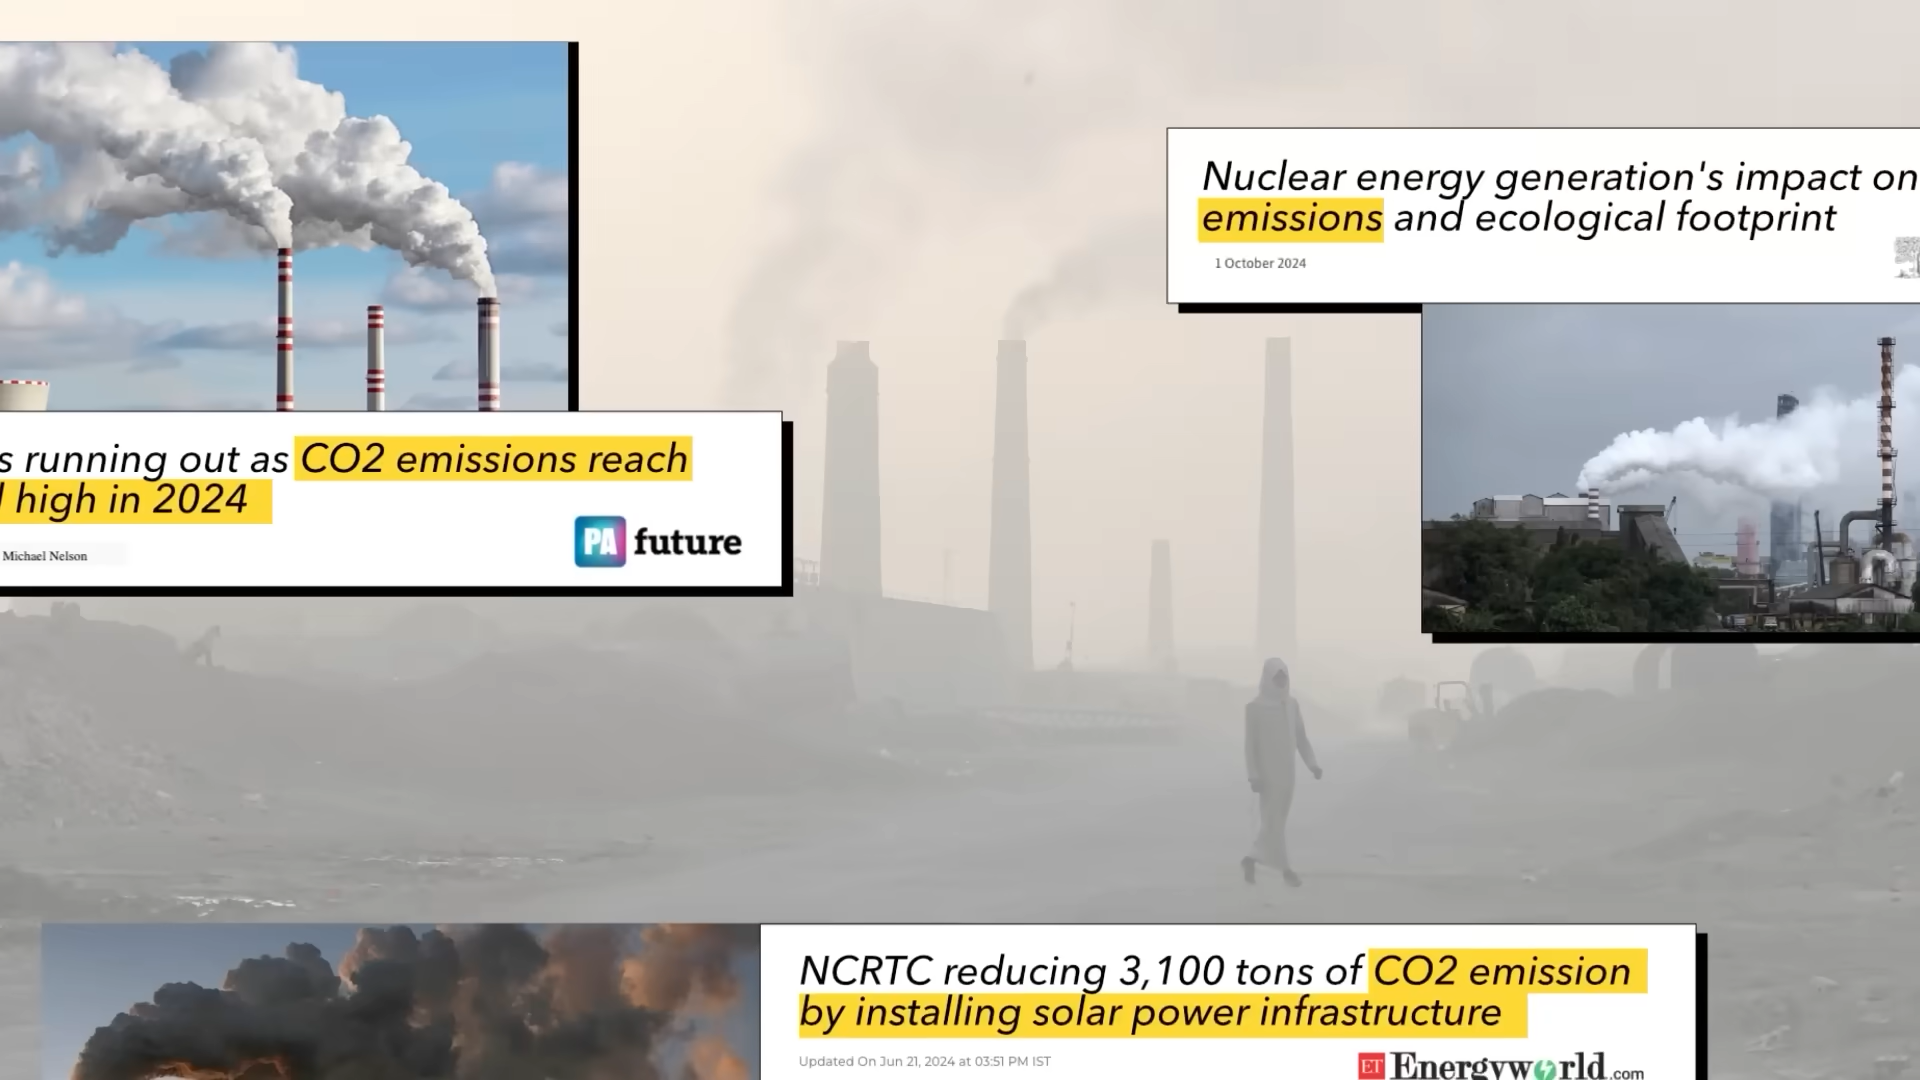 Nuclear energy generation's impact on
emissions and ecological footprint
1 October 2024
s running out as CO2 emissions reach
high in 2024
Michael Nelson
PA future
NCRTC reducing 3,100 tons of CO2 emission
by installing solar power infrastructure
Updated On Jun 21, 2024 at 03:51 PM IST
ET Energyworld.com